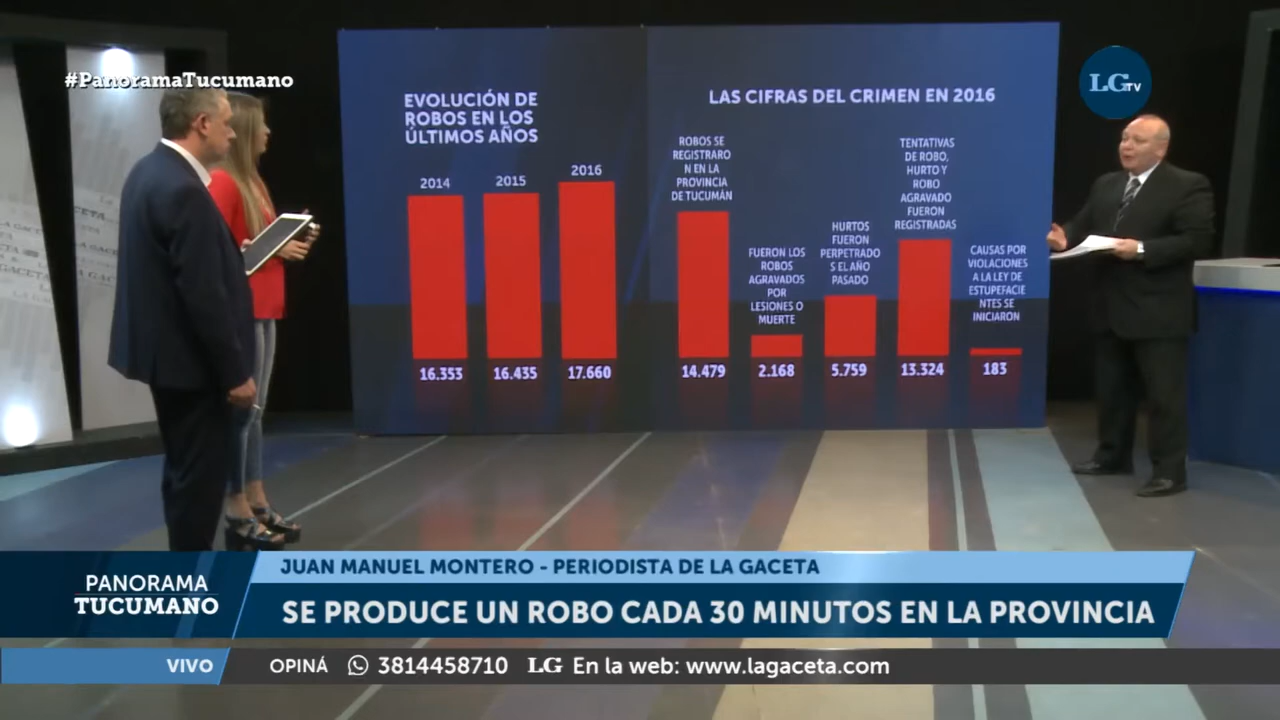 #PanoramaTucumano
LG TV
EVOLUCIÓN DE
ROBOS EN LOS
ÚLTIMOS AÑOS
2014
2015
2016
16.353
16.435
17.660
LAS CIFRAS DEL CRIMEN EN 2016
ROBOS SE
REGISTRARO
N EN LA
PROVINCIA
DE TUCUMÁN
14.479
FUERON LOS
ROBOS
AGRAVADOS
POR
LESIONES O
MUERTE
2.168
HURTOS
FUERON
PERPETRADO
S EL AÑO
PASADO
5.759
TENTATIVAS
DE ROBO,
HURTO Y
ROBO
AGRAVADO
FUERON
REGISTRADAS
13.324
CAUSAS POR
VIOLACIONES
A LA LEY DE
ESTUPEFACIE
NTES SE
INICIARON
183
PANORAMA
TUCUMANO
JUAN MANUEL MONTERO - PERIODISTA DE LA GACETA
SE PRODUCE UN ROBO CADA 30 MINUTOS EN LA PROVINCIA
VIVO
OPINÁ 3814458710 LG En la web: www.lagaceta.com